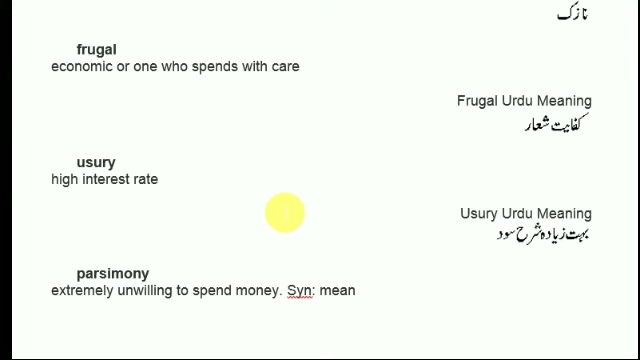 نازک
frugal
economic or one who spends with care
Frugal Urdu Meaning
کفایت شعار
usury
high interest rate
Usury Urdu Meaning
بہت زیادہ شرح سود
parsimony
extremely unwilling to spend money. Syn: mean